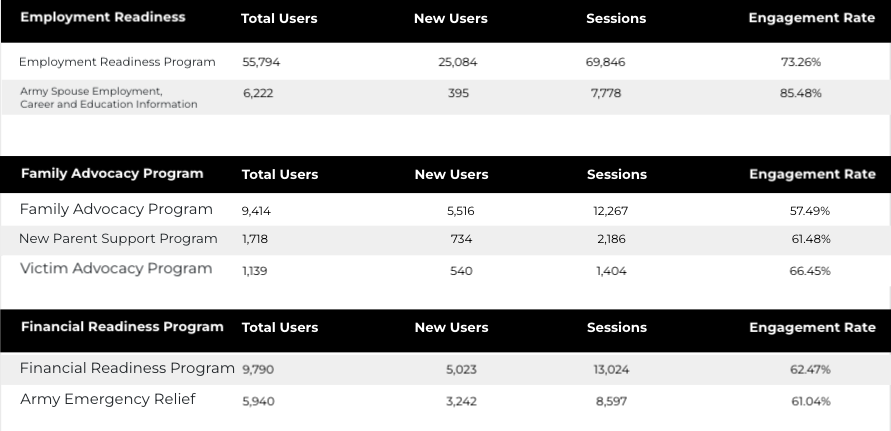 Employment Readiness Total Users New Users Sessions Engagement Rate
Employment Readiness Program 55,794 25,084 69,846 73.26%
Army Spouse Employment,
Career and Education Information 6,222 395 7,778 85.48%
Family Advocacy Program Total Users New Users Sessions Engagement Rate
Family Advocacy Program 9,414 5,516 12,267 57.49%
New Parent Support Program 1,718 734 2,186 61.48%
Victim Advocacy Program 1,139 540 1,404 66.45%
Financial Readiness Program Total Users New Users Sessions Engagement Rate
Financial Readiness Program 9,790 5,023 13,024 62.47%
Army Emergency Relief 5,940 3,242 8,597 61.04%